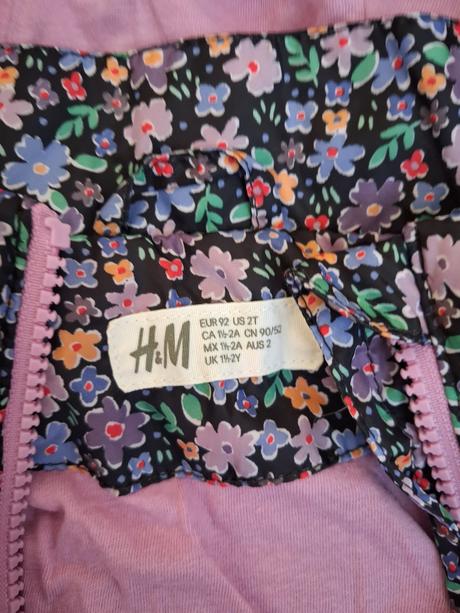 H&M
EUR 92 US 2T
CA 1½-2A CN 90/52
MX 1½-2A AUS 2
UK 1½-2Y